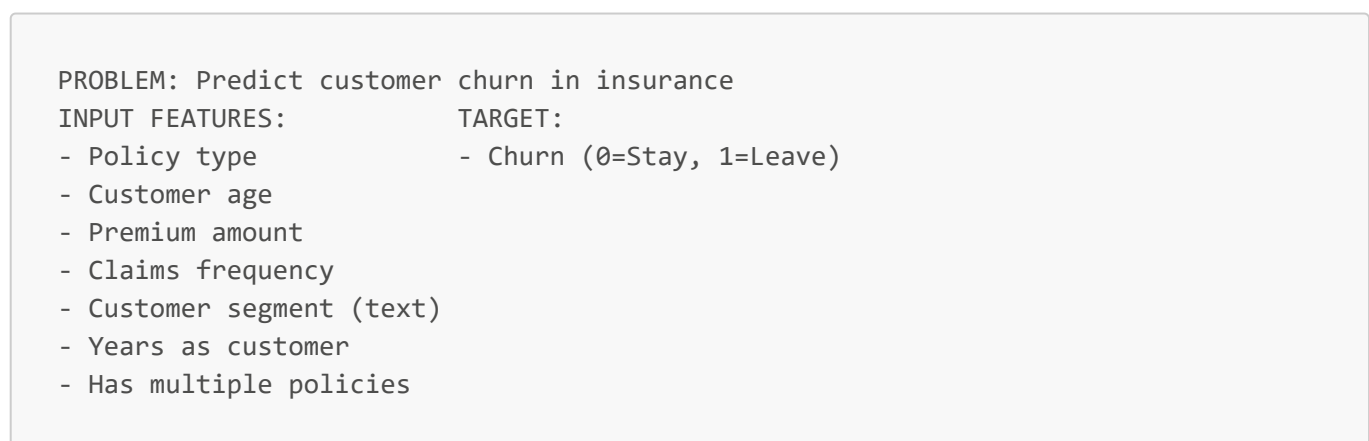 PROBLEM: Predict customer churn in insurance
INPUT FEATURES: TARGET:
- Policy type - Churn (0=Stay, 1=Leave)
- Customer age
- Premium amount
- Claims frequency
- Customer segment (text)
- Years as customer
- Has multiple policies